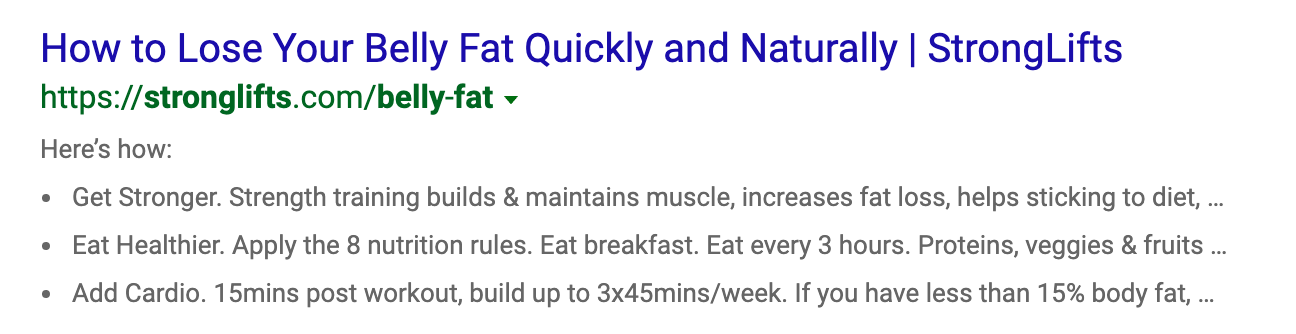 How to Lose Your Belly Fat Quickly and Naturally | StrongLifts
https://stronglifts.com/belly-fat
Here’s how:
• Get Stronger. Strength training builds & maintains muscle, increases fat loss, helps sticking to diet, ...
• Eat Healthier. Apply the 8 nutrition rules. Eat breakfast. Eat every 3 hours. Proteins, veggies & fruits ...
• Add Cardio. 15mins post workout, build up to 3x45mins/week. If you have less than 15% body fat, ...